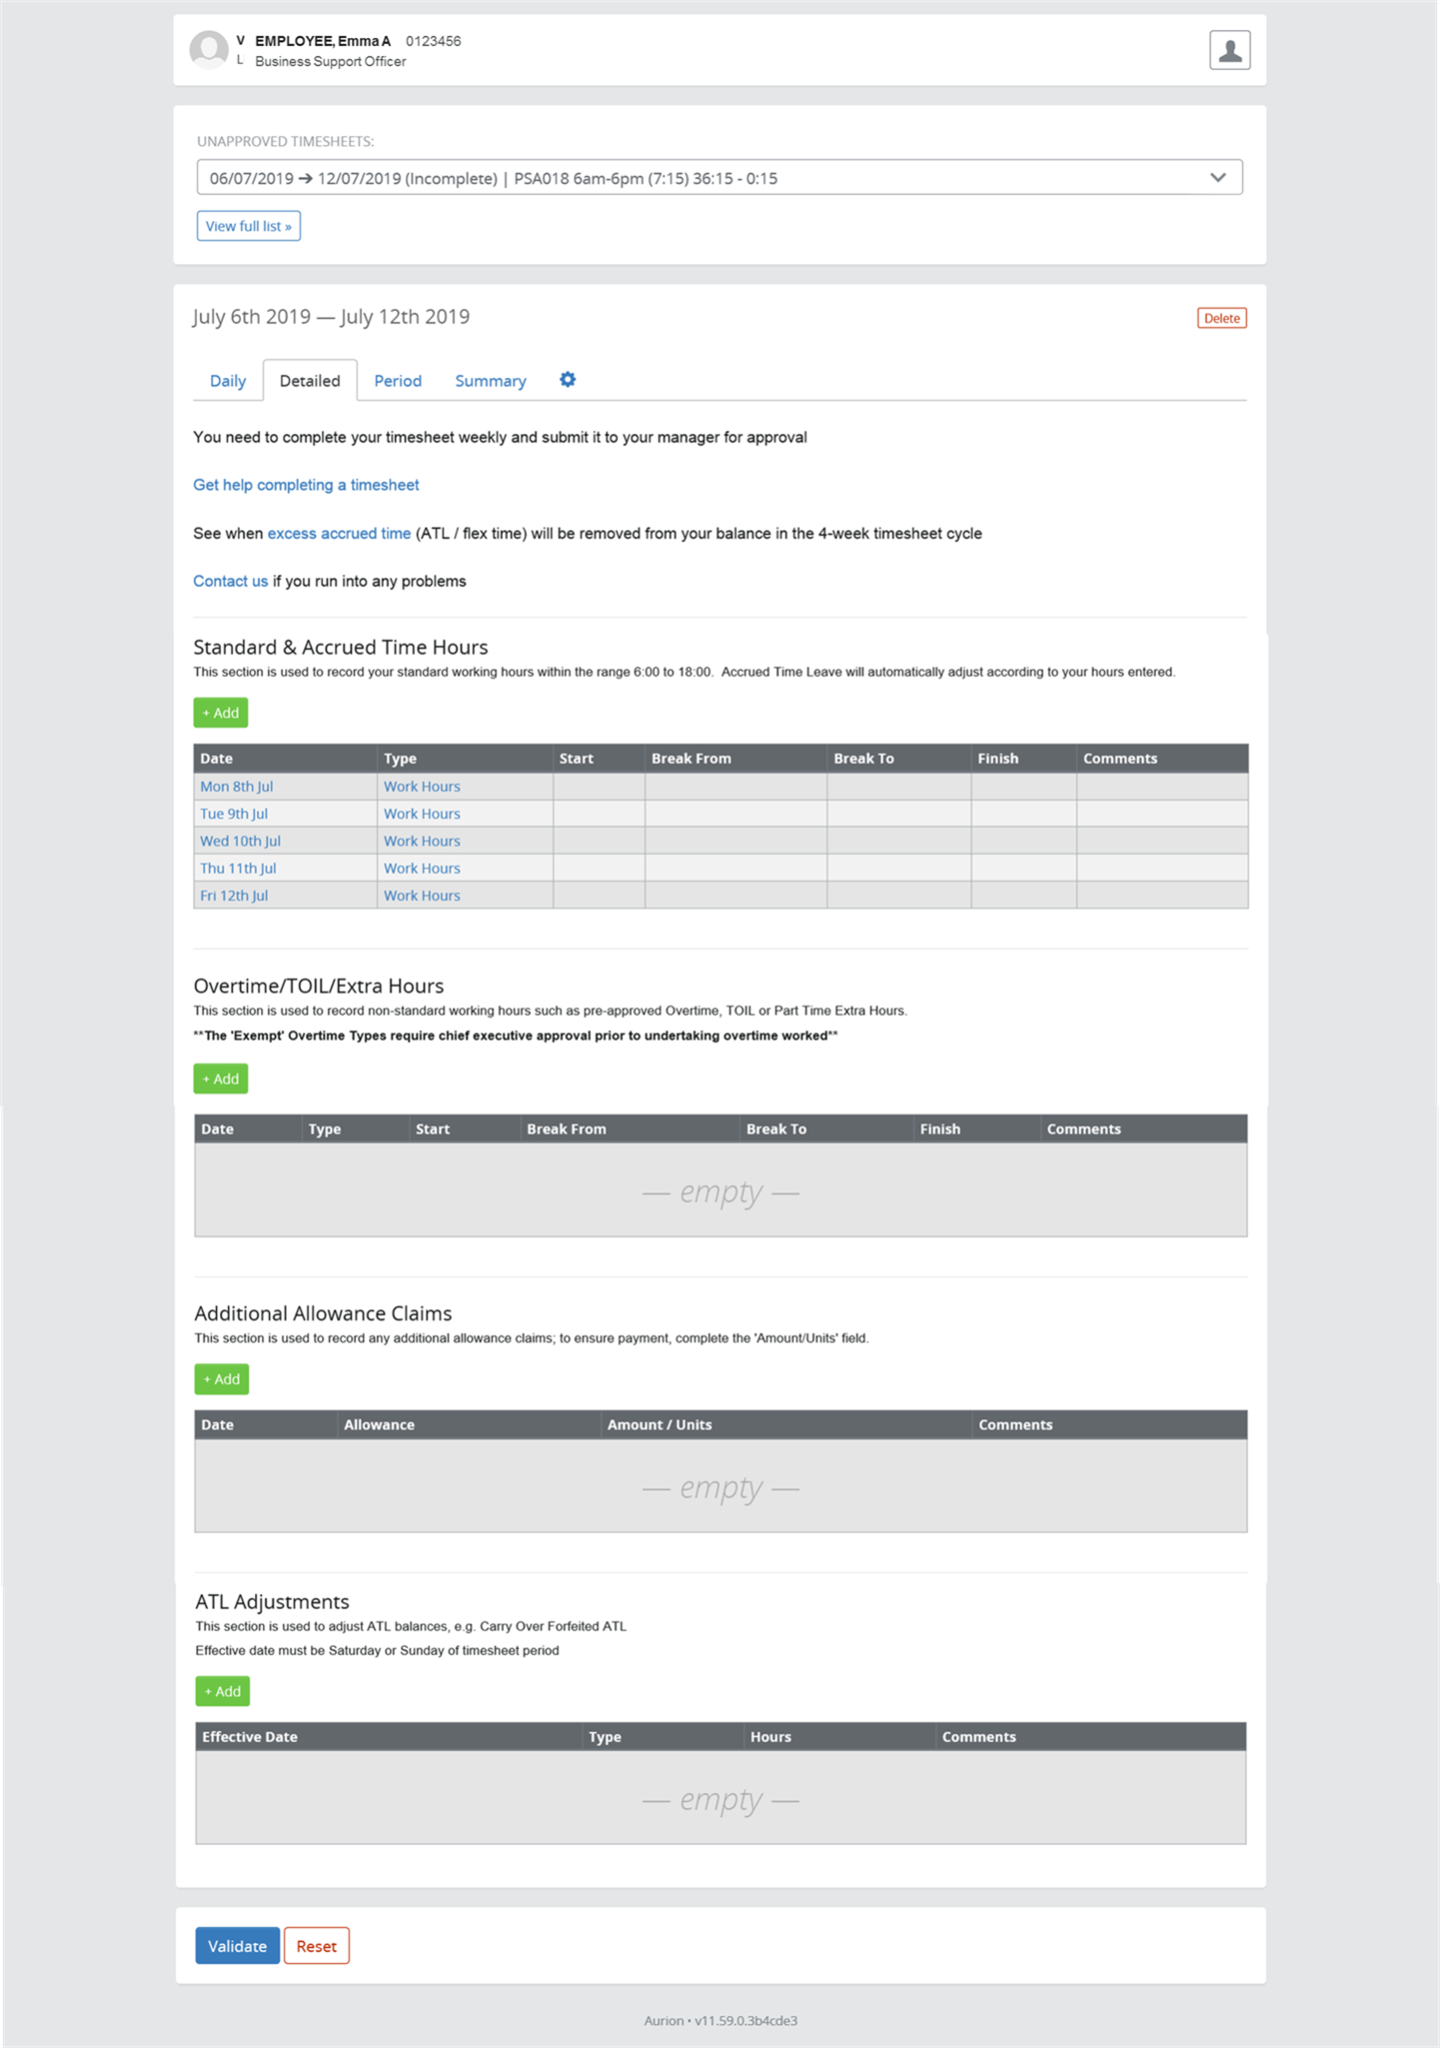 V EMPLOYEE, Emma A 0123456
L Business Support Officer
UNAPPROVED TIMESHEETS:
06/07/2019 ➔ 12/07/2019 (Incomplete) | PSA018 6am-6pm (7:15) 36:15 - 0:15
View full list »
July 6th 2019 — July 12th 2019
Delete
Daily Detailed Period Summary
You need to complete your timesheet weekly and submit it to your manager for approval
Get help completing a timesheet
See when excess accrued time (ATL / flex time) will be removed from your balance in the 4-week timesheet cycle
Contact us if you run into any problems
Standard & Accrued Time Hours
This section is used to record your standard working hours within the range 6:00 to 18:00. Accrued Time Leave will automatically adjust according to your hours entered.
+ Add
Date Type Start Break From Break To Finish Comments
Mon 8th Jul Work Hours
Tue 9th Jul Work Hours
Wed 10th Jul Work Hours
Thu 11th Jul Work Hours
Fri 12th Jul Work Hours
Overtime/TOIL/Extra Hours
This section is used to record non-standard working hours such as pre-approved Overtime, TOIL or Part Time Extra Hours.
**The 'Exempt' Overtime Types require chief executive approval prior to undertaking overtime worked**
+ Add
Date Type Start Break From Break To Finish Comments
— empty —
Additional Allowance Claims
This section is used to record any additional allowance claims; to ensure payment, complete the 'Amount/Units' field.
+ Add
Date Allowance Amount / Units Comments
— empty —
ATL Adjustments
This section is used to adjust ATL balances, e.g. Carry Over Forfeited ATL
Effective date must be Saturday or Sunday of timesheet period
+ Add
Effective Date Type Hours Comments
— empty —
Validate Reset
Aurion • v11.59.0.3b4cde3